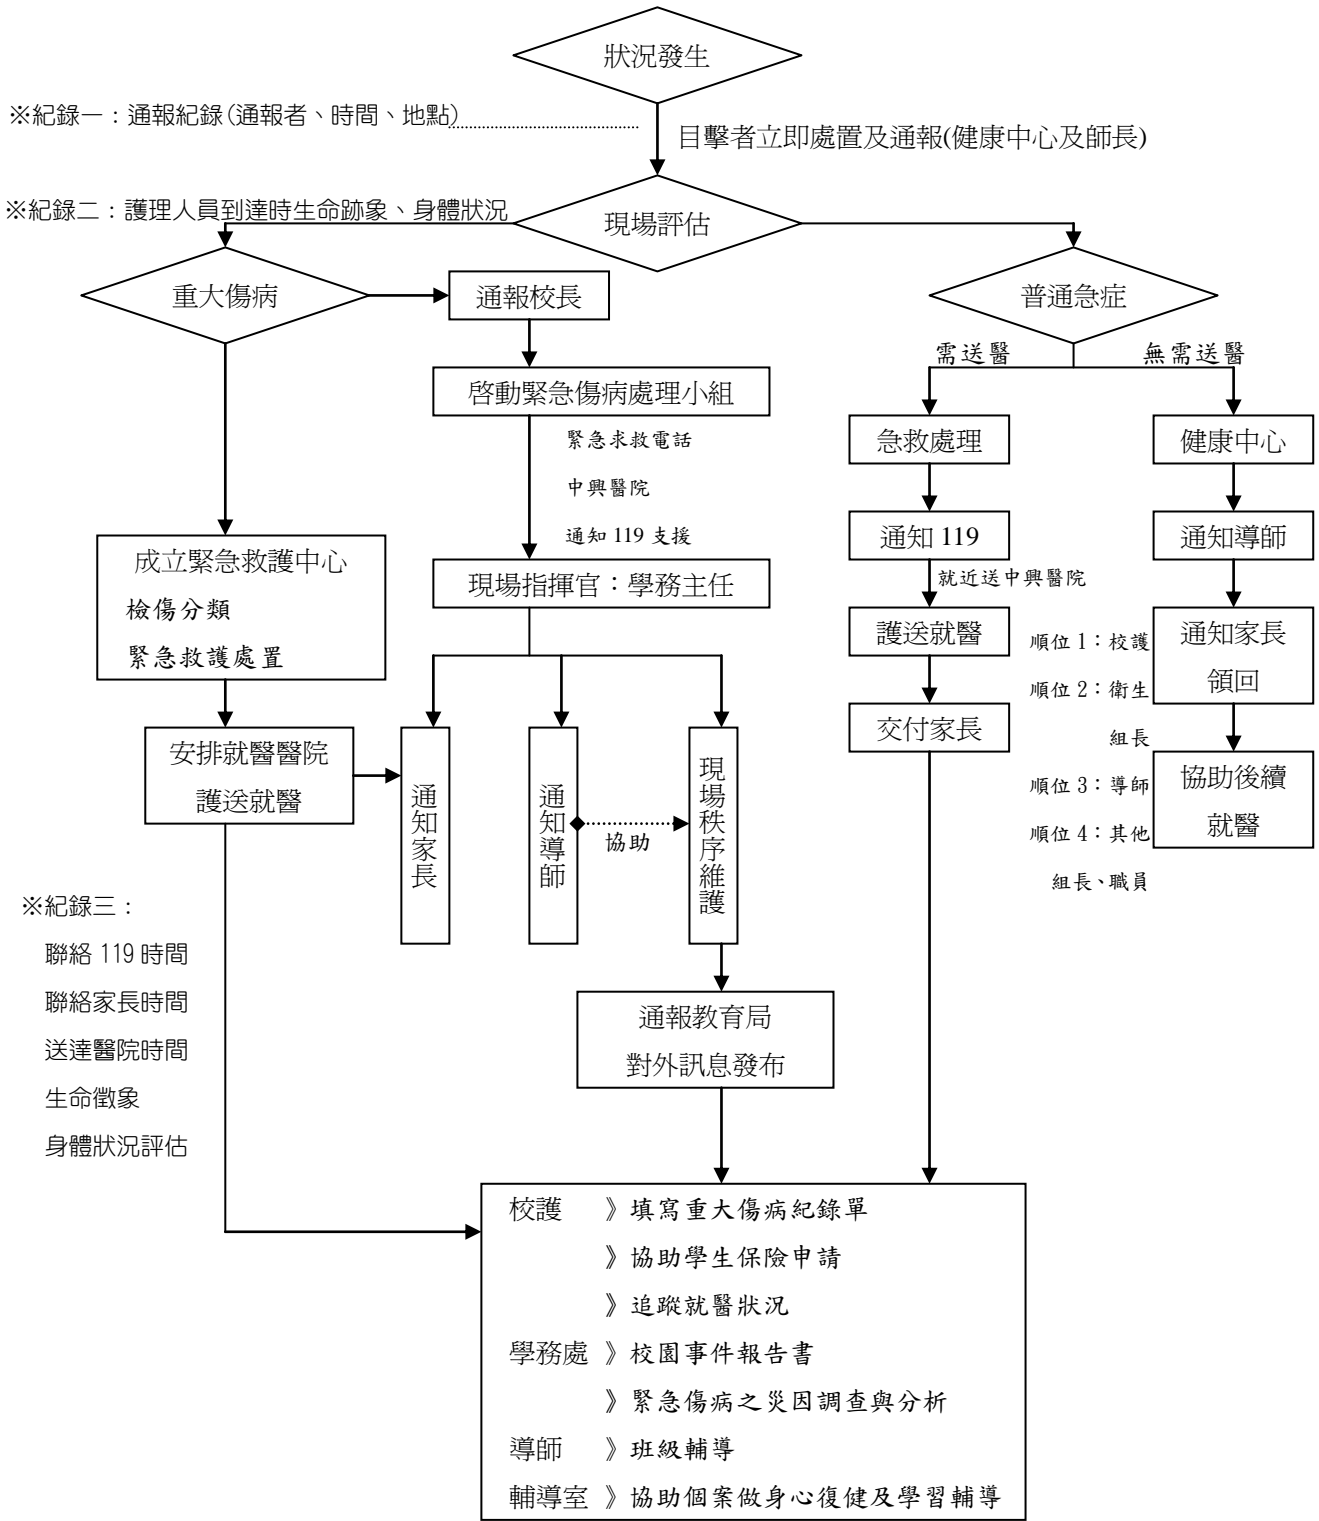 狀況發生
※紀錄一：通報紀錄(通報者、時間、地點)
目擊者立即處置及通報(健康中心及師長)
※紀錄二：護理人員到達時生命跡象、身體狀況
現場評估
重大傷病
通報校長
普通急症
需送醫
無需送醫
啓動緊急傷病處理小組
緊急求救電話
中興醫院
通知 119 支援
急救處理
健康中心
成立緊急救護中心
檢傷分類
緊急救護處置
現場指揮官：學務主任
通知 119
通知導師
就近送中興醫院
護送就醫
通知家長
領回
順位 1：校護
順位 2：衛生
組長
順位 3：導師
順位 4：其他
組長、職員
交付家長
協助後續
就醫
安排就醫醫院
護送就醫
通知家長
通知導師
協助
現場秩序維護
※紀錄三：
聯絡 119 時間
聯絡家長時間
送達醫院時間
生命徵象
身體狀況評估
通報教育局
對外訊息發布
校護 》填寫重大傷病紀錄單
》協助學生保險申請
》追蹤就醫狀況
學務處 》校園事件報告書
》緊急傷病之災因調查與分析
導師 》班級輔導
輔導室 》協助個案做身心復健及學習輔導